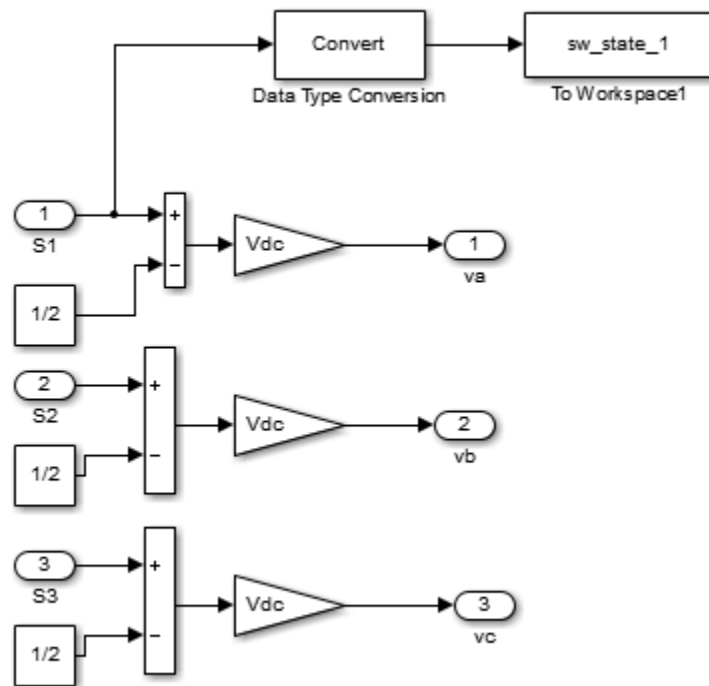 Convert
sw_state_1
Data Type Conversion
To Workspace1
1
+
S1
−
Vdc
1
va
1/2
2
+
S2
−
Vdc
2
vb
1/2
3
+
S3
−
Vdc
3
vc
1/2